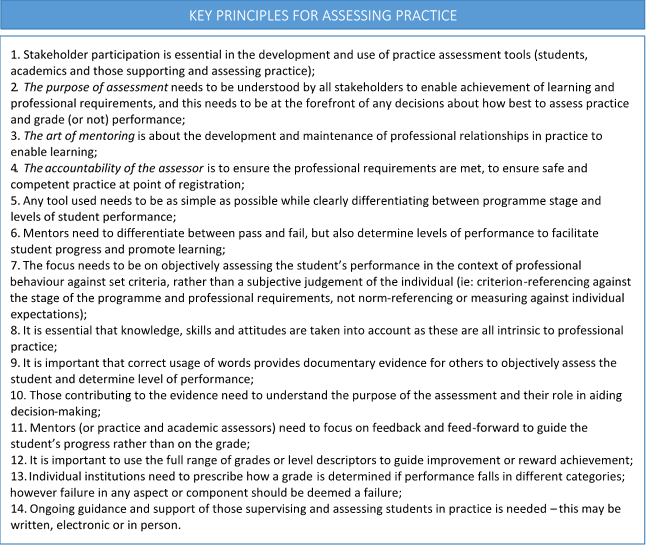 KEY PRINCIPLES FOR ASSESSING PRACTICE
1. Stakeholder participation is essential in the development and use of practice assessment tools (students,
academics and those supporting and assessing practice);
2. The purpose of assessment needs to be understood by all stakeholders to enable achievement of learning and
professional requirements, and this needs to be at the forefront of any decisions about how best to assess practice
and grade (or not) performance;
3. The art of mentoring is about the development and maintenance of professional relationships in practice to
enable learning;
4. The accountability of the assessor is to ensure the professional requirements are met, to ensure safe and
competent practice at point of registration;
5. Any tool used needs to be as simple as possible while clearly differentiating between programme stage and
levels of student performance;
6. Mentors need to differentiate between pass and fail, but also determine levels of performance to facilitate
student progress and promote learning;
7. The focus needs to be on objectively assessing the student's performance in the context of professional
behaviour against set criteria, rather than a subjective judgement of the individual (ie: criterion-referencing against
the stage of the programme and professional requirements, not norm-referencing or measuring against individual
expectations);
8. It is essential that knowledge, skills and attitudes are taken into account as these are all intrinsic to professional
practice;
9. It is important that correct usage of words provides documentary evidence for others to objectively assess the
student and determine level of performance;
10. Those contributing to the evidence need to understand the purpose of the assessment and their role in aiding
decision-making;
11. Mentors (or practice and academic assessors) need to focus on feedback and feed-forward to guide the
student's progress rather than on the grade;
12. It is important to use the full range of grades or level descriptors to guide improvement or reward achievement;
13. Individual institutions need to prescribe how a grade is determined if performance falls in different categories;
however failure in any aspect or component should be deemed a failure;
14. Ongoing guidance and support of those supervising and assessing students in practice is needed – this may be
written, electronic or in person.